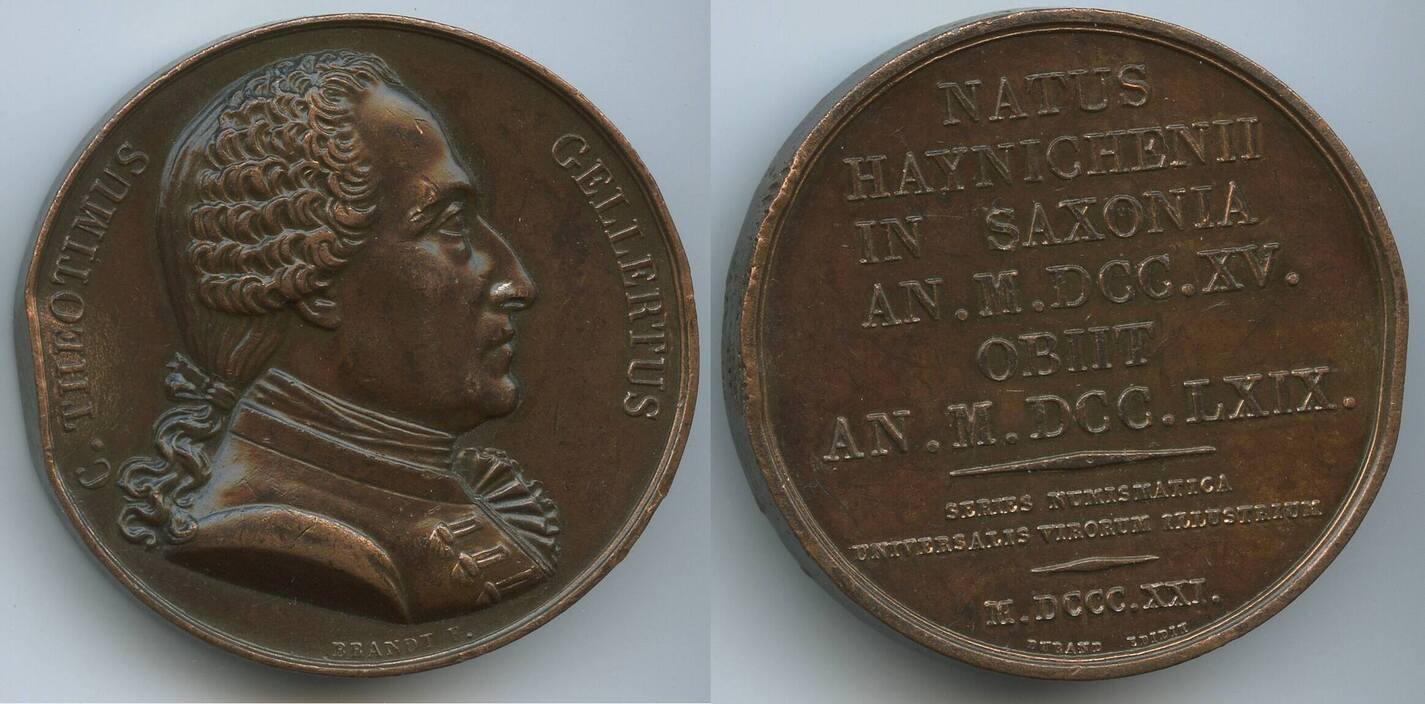 C. THEOTIMUS
GELLERTUS
BRANDT F.
NATUS
HAYNICHENII
IN SAXONIA
AN. M. DCC. XV.
OBIIT
AN. M. DCC. LXIX.
SERIES NUMISMATICA
UNIVERSALIS VIRORUM ILLUSTRIUM
M. DCCC. XXI.
DURAND EDIDIT